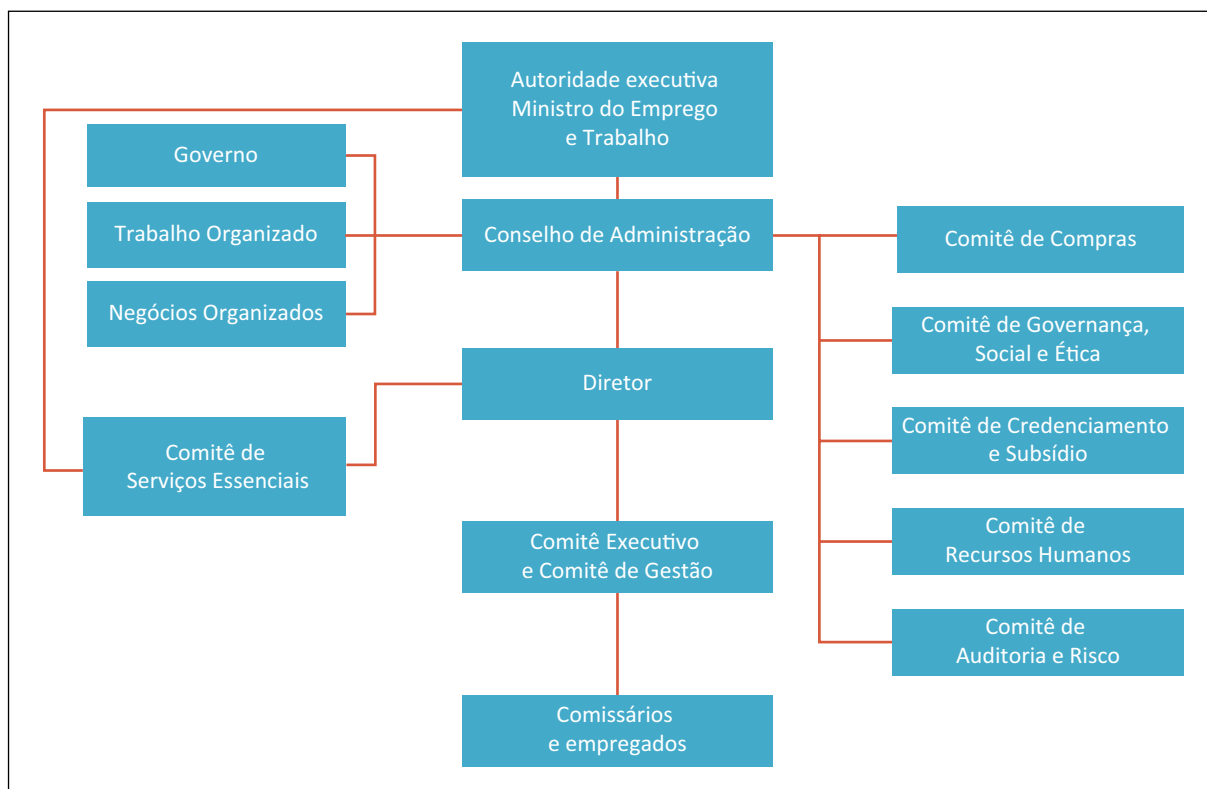 Autoridade executiva
Ministro do Emprego
e Trabalho
Governo
Trabalho Organizado
Negócios Organizados
Conselho de Administração
Comitê de Compras
Comitê de Governança,
Social e Ética
Diretor
Comitê de Credenciamento
e Subsídio
Comitê de
Serviços Essenciais
Comitê Executivo
e Comitê de Gestão
Comitê de
Recursos Humanos
Comitê de
Auditoria e Risco
Comissários
e empregados